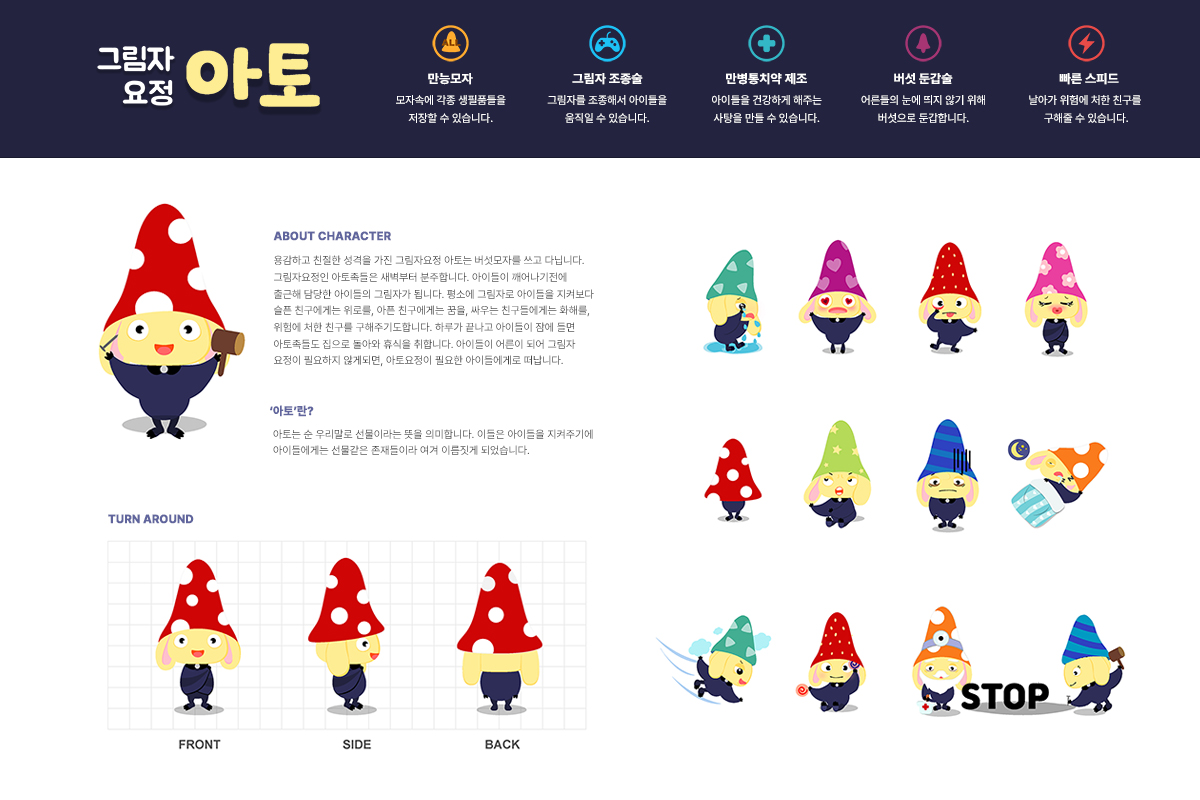 그림자
요정
아토
만능모자
모자속에 각종 생필품들을
저장할 수 있습니다.
그림자 조종술
그림자를 조종해서 아이들을
움직일 수 있습니다.
만병통치약 제조
아이들을 건강하게 해주는
사탕을 만들 수 있습니다.
버섯 둔갑술
어른들의 눈에 띄지 않기 위해
버섯으로 둔갑합니다.
빠른 스피드
날아가 위험에 처한 친구를
구해줄 수 있습니다.
ABOUT CHARACTER
용감하고 친절한 성격을 가진 그림자요정 아토는 버섯모자를 쓰고 다닙니다.
그림자요정인 아토족들은 새벽부터 분주합니다. 아이들이 깨어나기전에
출근해 담당한 아이들의 그림자가 됩니다. 평소에 그림자로 아이들을 지켜보다
슬픈 친구에게는 위로를, 아픈 친구에게는 꿈을, 싸우는 친구들에게는 화해를,
위험에 처한 친구를 구해주기도합니다. 하루가 끝나고 아이들이 잠에 들면
아토족들도 집으로 돌아와 휴식을 취합니다. 아이들이 어른이 되어 그림자
요정이 필요하지 않게되면, 아토요정이 필요한 아이들에게로 떠납니다.
‘아토’란?
아토는 순 우리말로 선물이라는 뜻을 의미합니다. 이들은 아이들을 지켜주기에
아이들에게는 선물같은 존재들이라 여겨 이름짓게 되었습니다.
TURN AROUND
FRONT
SIDE
BACK
STOP